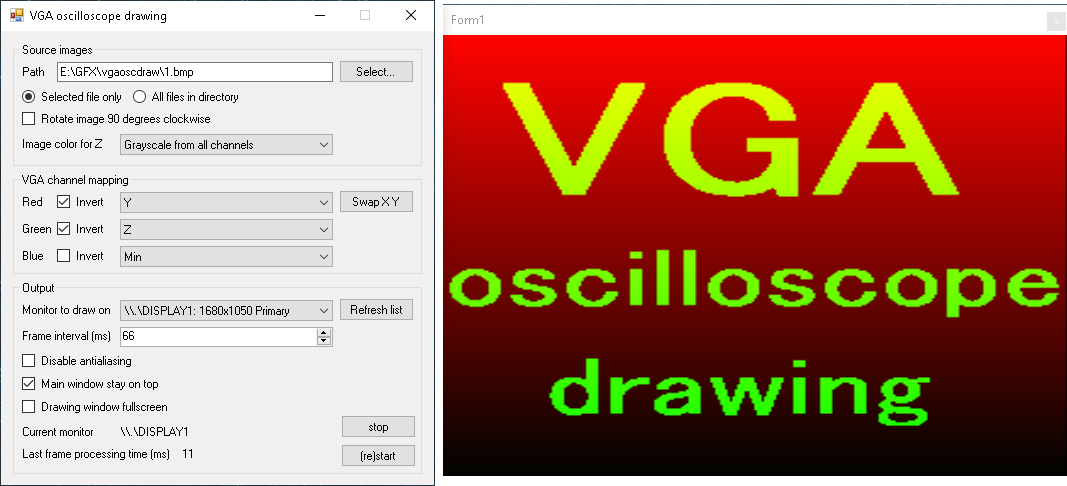 VGA oscilloscope drawing
Source images
Path E:\GFX\vgaoscdraw\1.bmp Select...
Selected file only All files in directory
Rotate image 90 degrees clockwise
Image color for Z Grayscale from all channels
VGA channel mapping
Red Invert Y Swap X Y
Green Invert Z
Blue Invert Min
Output
Monitor to draw on \\.\DISPLAY1: 1680x1050 Primary Refresh list
Frame interval (ms) 66
Disable antialiasing
Main window stay on top
Drawing window fullscreen
Current monitor \\.\DISPLAY1 stop
Last frame processing time (ms) 11 (re)start
Form1
VGA
oscilloscope
drawing